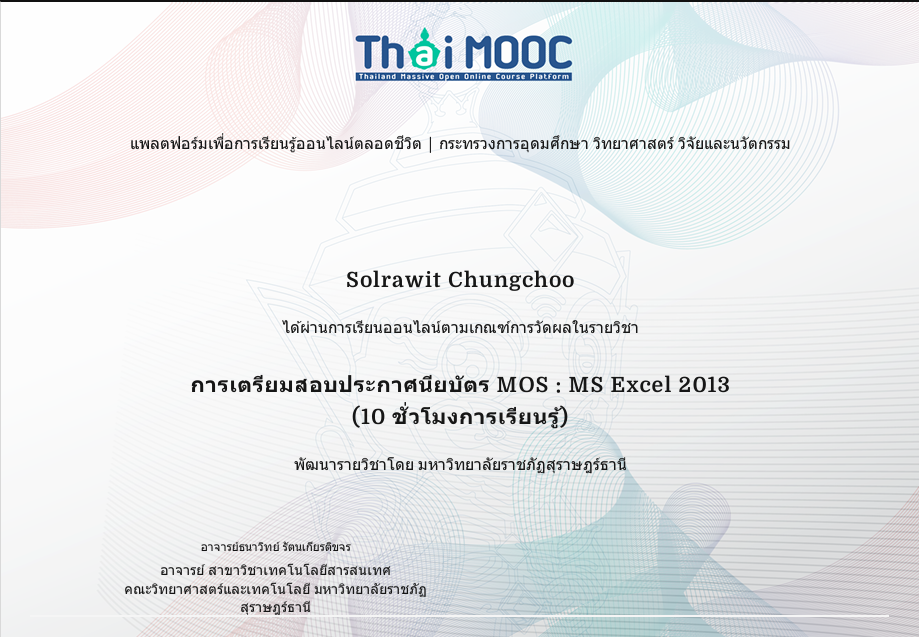 Thai MOOC
Thailand Massive Open Online Course Platform
แพลตฟอร์มเพื่อการเรียนรู้ออนไลน์ตลอดชีวิต | กระทรวงการอุดมศึกษา วิทยาศาสตร์ วิจัยและนวัตกรรม
Solrawit Chungchoo
ได้ผ่านการเรียนออนไลน์ตามเกณฑ์การวัดผลในรายวิชา
การเตรียมสอบประกาศนียบัตร MOS : MS Excel 2013
(10 ชั่วโมงการเรียนรู้)
พัฒนารายวิชาโดย มหาวิทยาลัยราชภัฏสุราษฎร์ธานี
อาจารย์ธนาวิทย์ รัตนเกียรติขจร
อาจารย์ สาขาวิชาเทคโนโลยีสารสนเทศ
คณะวิทยาศาสตร์และเทคโนโลยี มหาวิทยาลัยราชภัฏ
สุราษฎร์ธานี